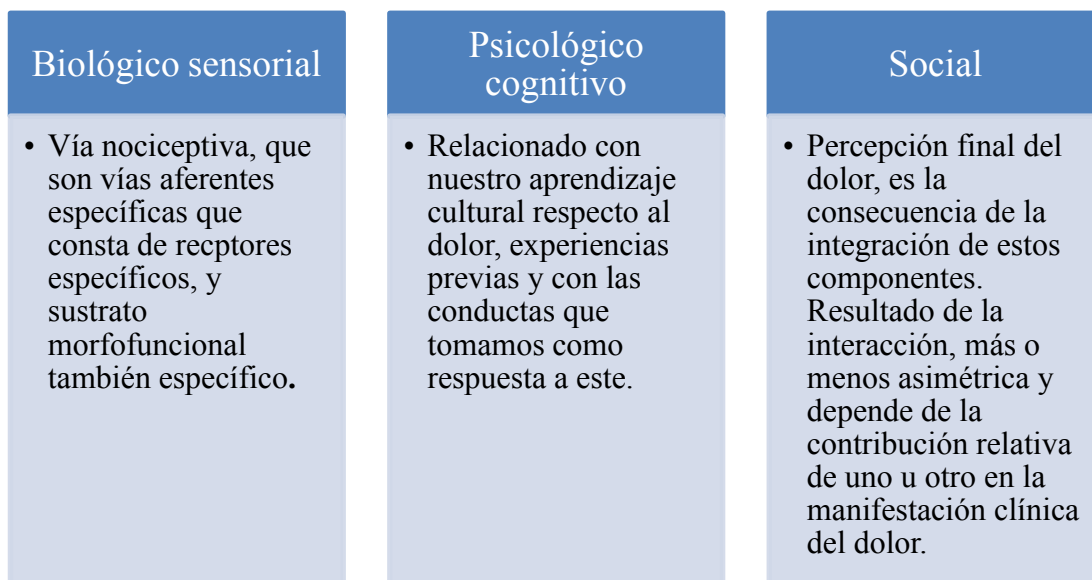 Biológico sensorial
• Vía nociceptiva, que
son vías aferentes
específicas que
consta de recptores
específicos, y
sustrato
morfofuncional
también específico.
Psicológico
cognitivo
• Relacionado con
nuestro aprendizaje
cultural respecto al
dolor, experiencias
previas y con las
conductas que
tomamos como
respuesta a este.
Social
• Percepción final del
dolor, es la
consecuencia de la
integración de estos
componentes.
Resultado de la
interacción, más o
menos asimétrica y
depende de la
contribución relativa
de uno u otro en la
manifestación clínica
del dolor.